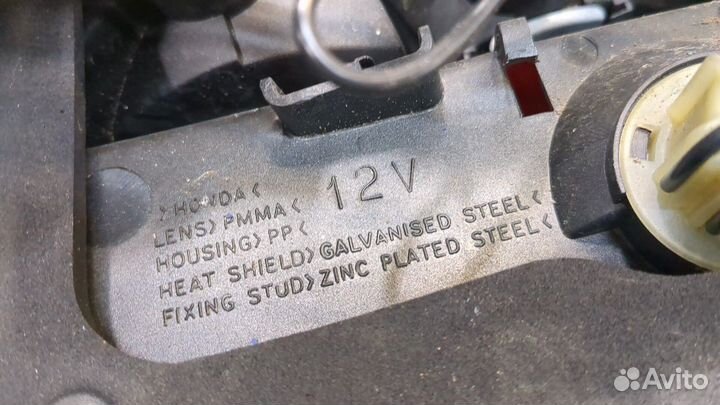 >HONDA<
12V
LENS>PMMA<
HOUSING>PP<
HEAT SHIELD>GALVANISED STEEL<
FIXING STUD>ZINC PLATED STEEL<
Avito